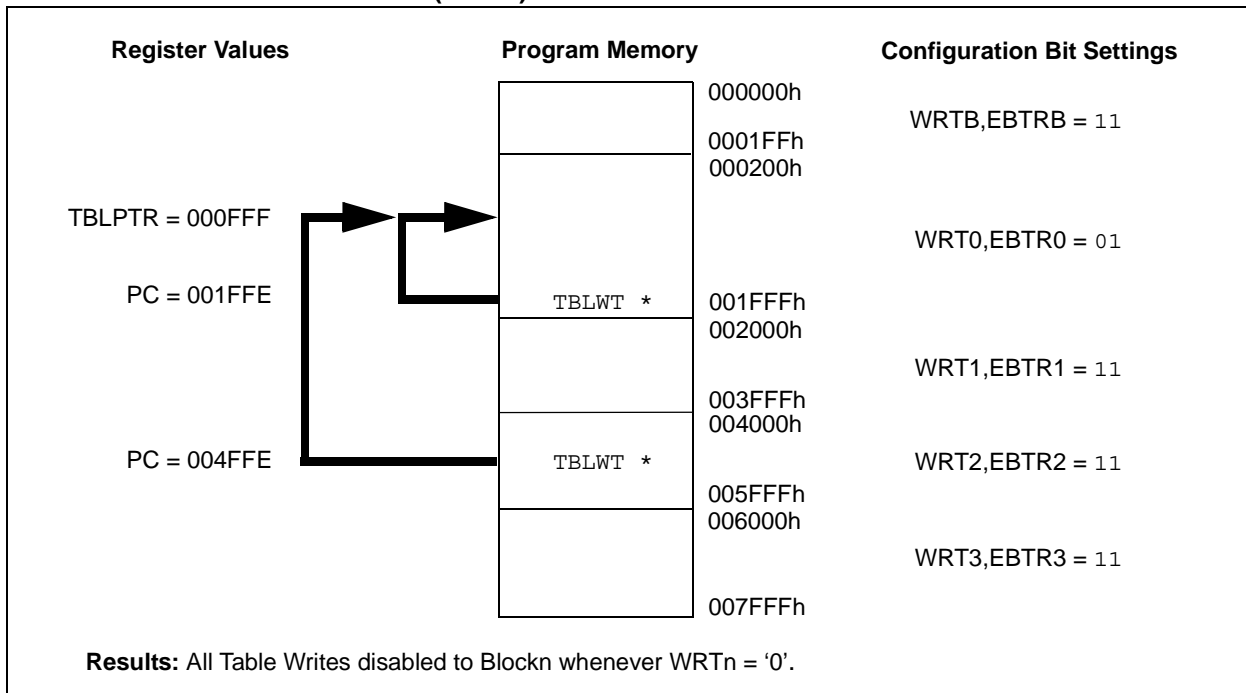 Register Values Program Memory Configuration Bit Settings
000000h
WRTB,EBTRB = 11
0001FFh
000200h
TBLPTR = 000FFF
WRT0,EBTR0 = 01
PC = 001FFE
TBLWT * 001FFFh
002000h
WRT1,EBTR1 = 11
003FFFh
004000h
PC = 004FFE TBLWT * WRT2,EBTR2 = 11
005FFFh
006000h
WRT3,EBTR3 = 11
007FFFh
Results: All Table Writes disabled to Blockn whenever WRTn = ‘0’.